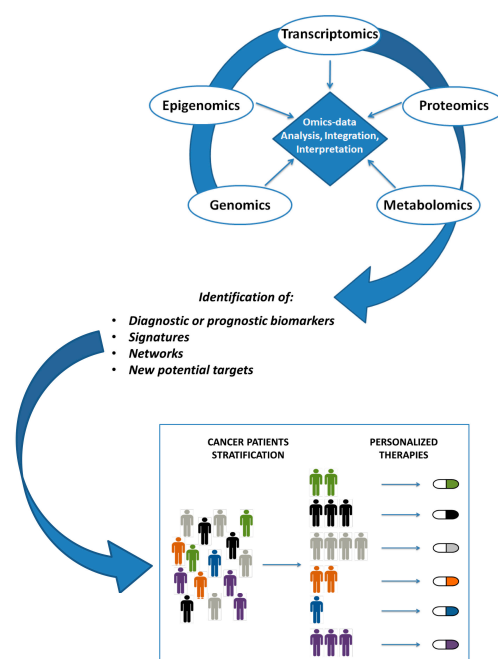 Transcriptomics
Epigenomics
Proteomics
Omics-data
Analysis, Integration,
Interpretation
Genomics
Metabolomics
Identification of:
• Diagnostic or prognostic biomarkers
• Signatures
• Networks
• New potential targets
CANCER PATIENTS
STRATIFICATION
PERSONALIZED
THERAPIES